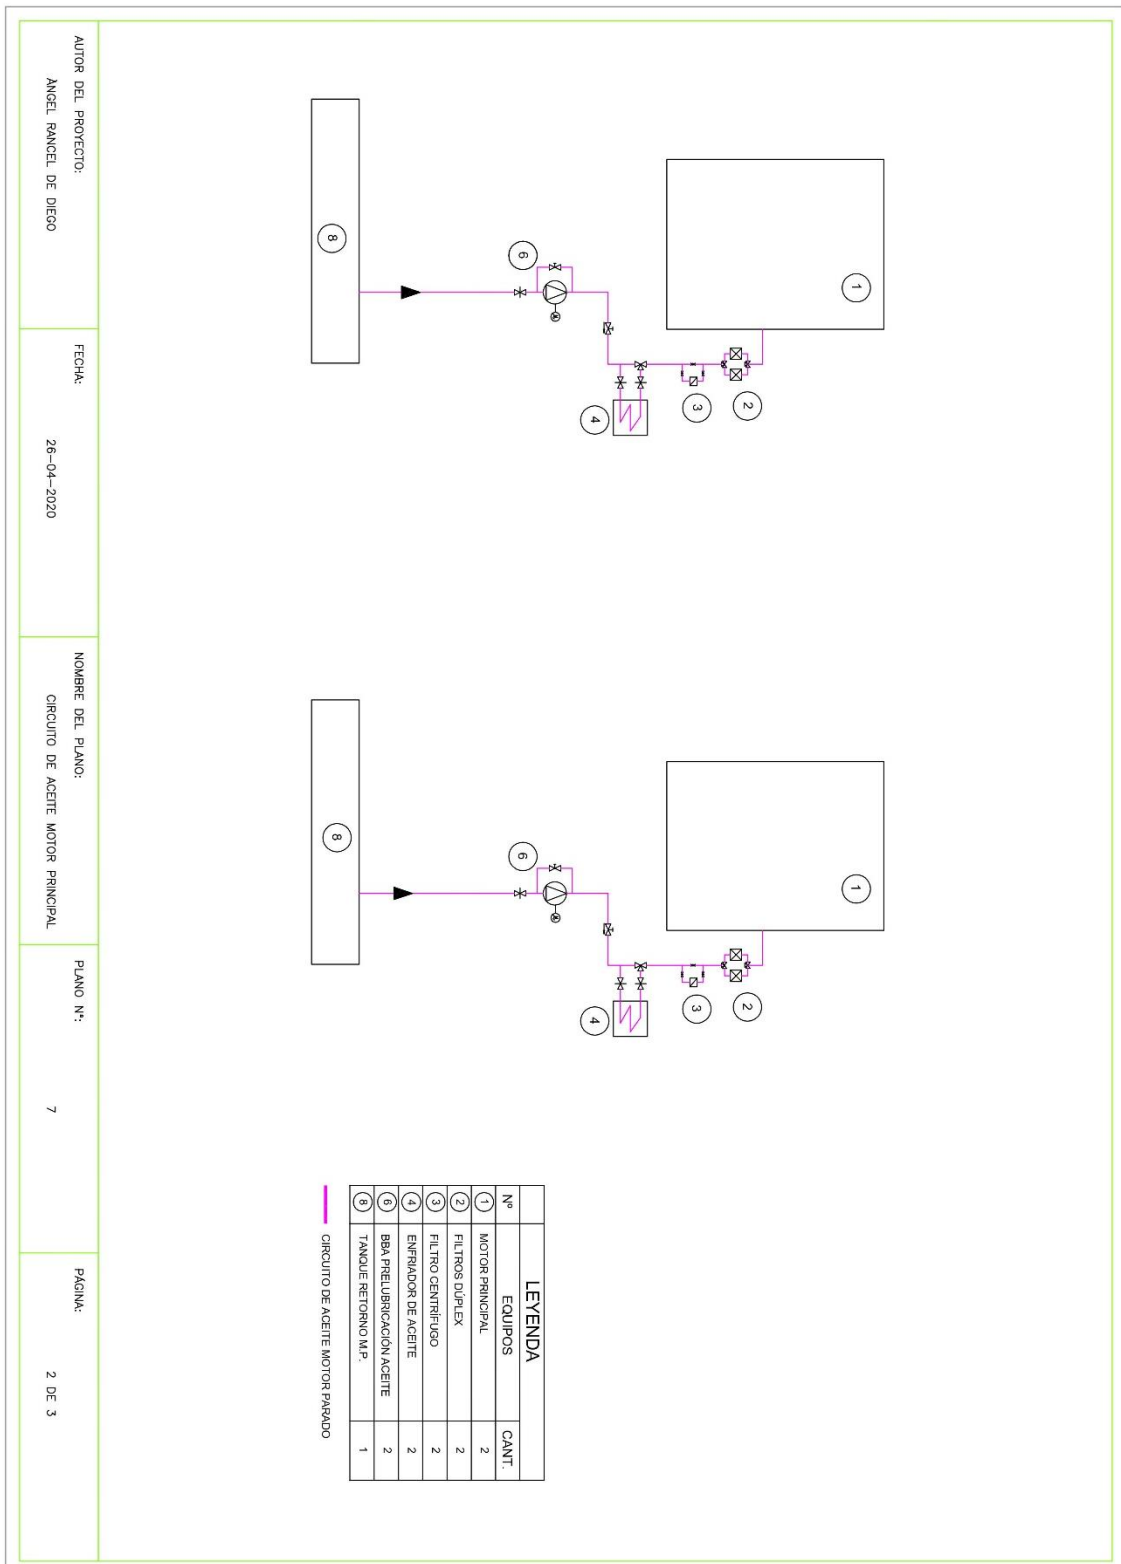 1
2
3
4
6
8
1
2
3
4
6
8
LEYENDA
Nº EQUIPOS CANT.
1 MOTOR PRINCIPAL 2
2 FILTROS DÚPLEX 2
3 FILTRO CENTRÍFUGO 2
4 ENFRIADOR DE ACEITE 2
6 BBA PRELUBRICACIÓN ACEITE 2
8 TANQUE RETORNO M.P. 1
CIRCUITO DE ACEITE MOTOR PARADO
AUTOR DEL PROYECTO:
ÁNGEL RANCEL DE DIEGO
FECHA:
26-04-2020
NOMBRE DEL PLANO:
CIRCUITO DE ACEITE MOTOR PRINCIPAL
PLANO Nº:
7
PÁGINA:
2 DE 3